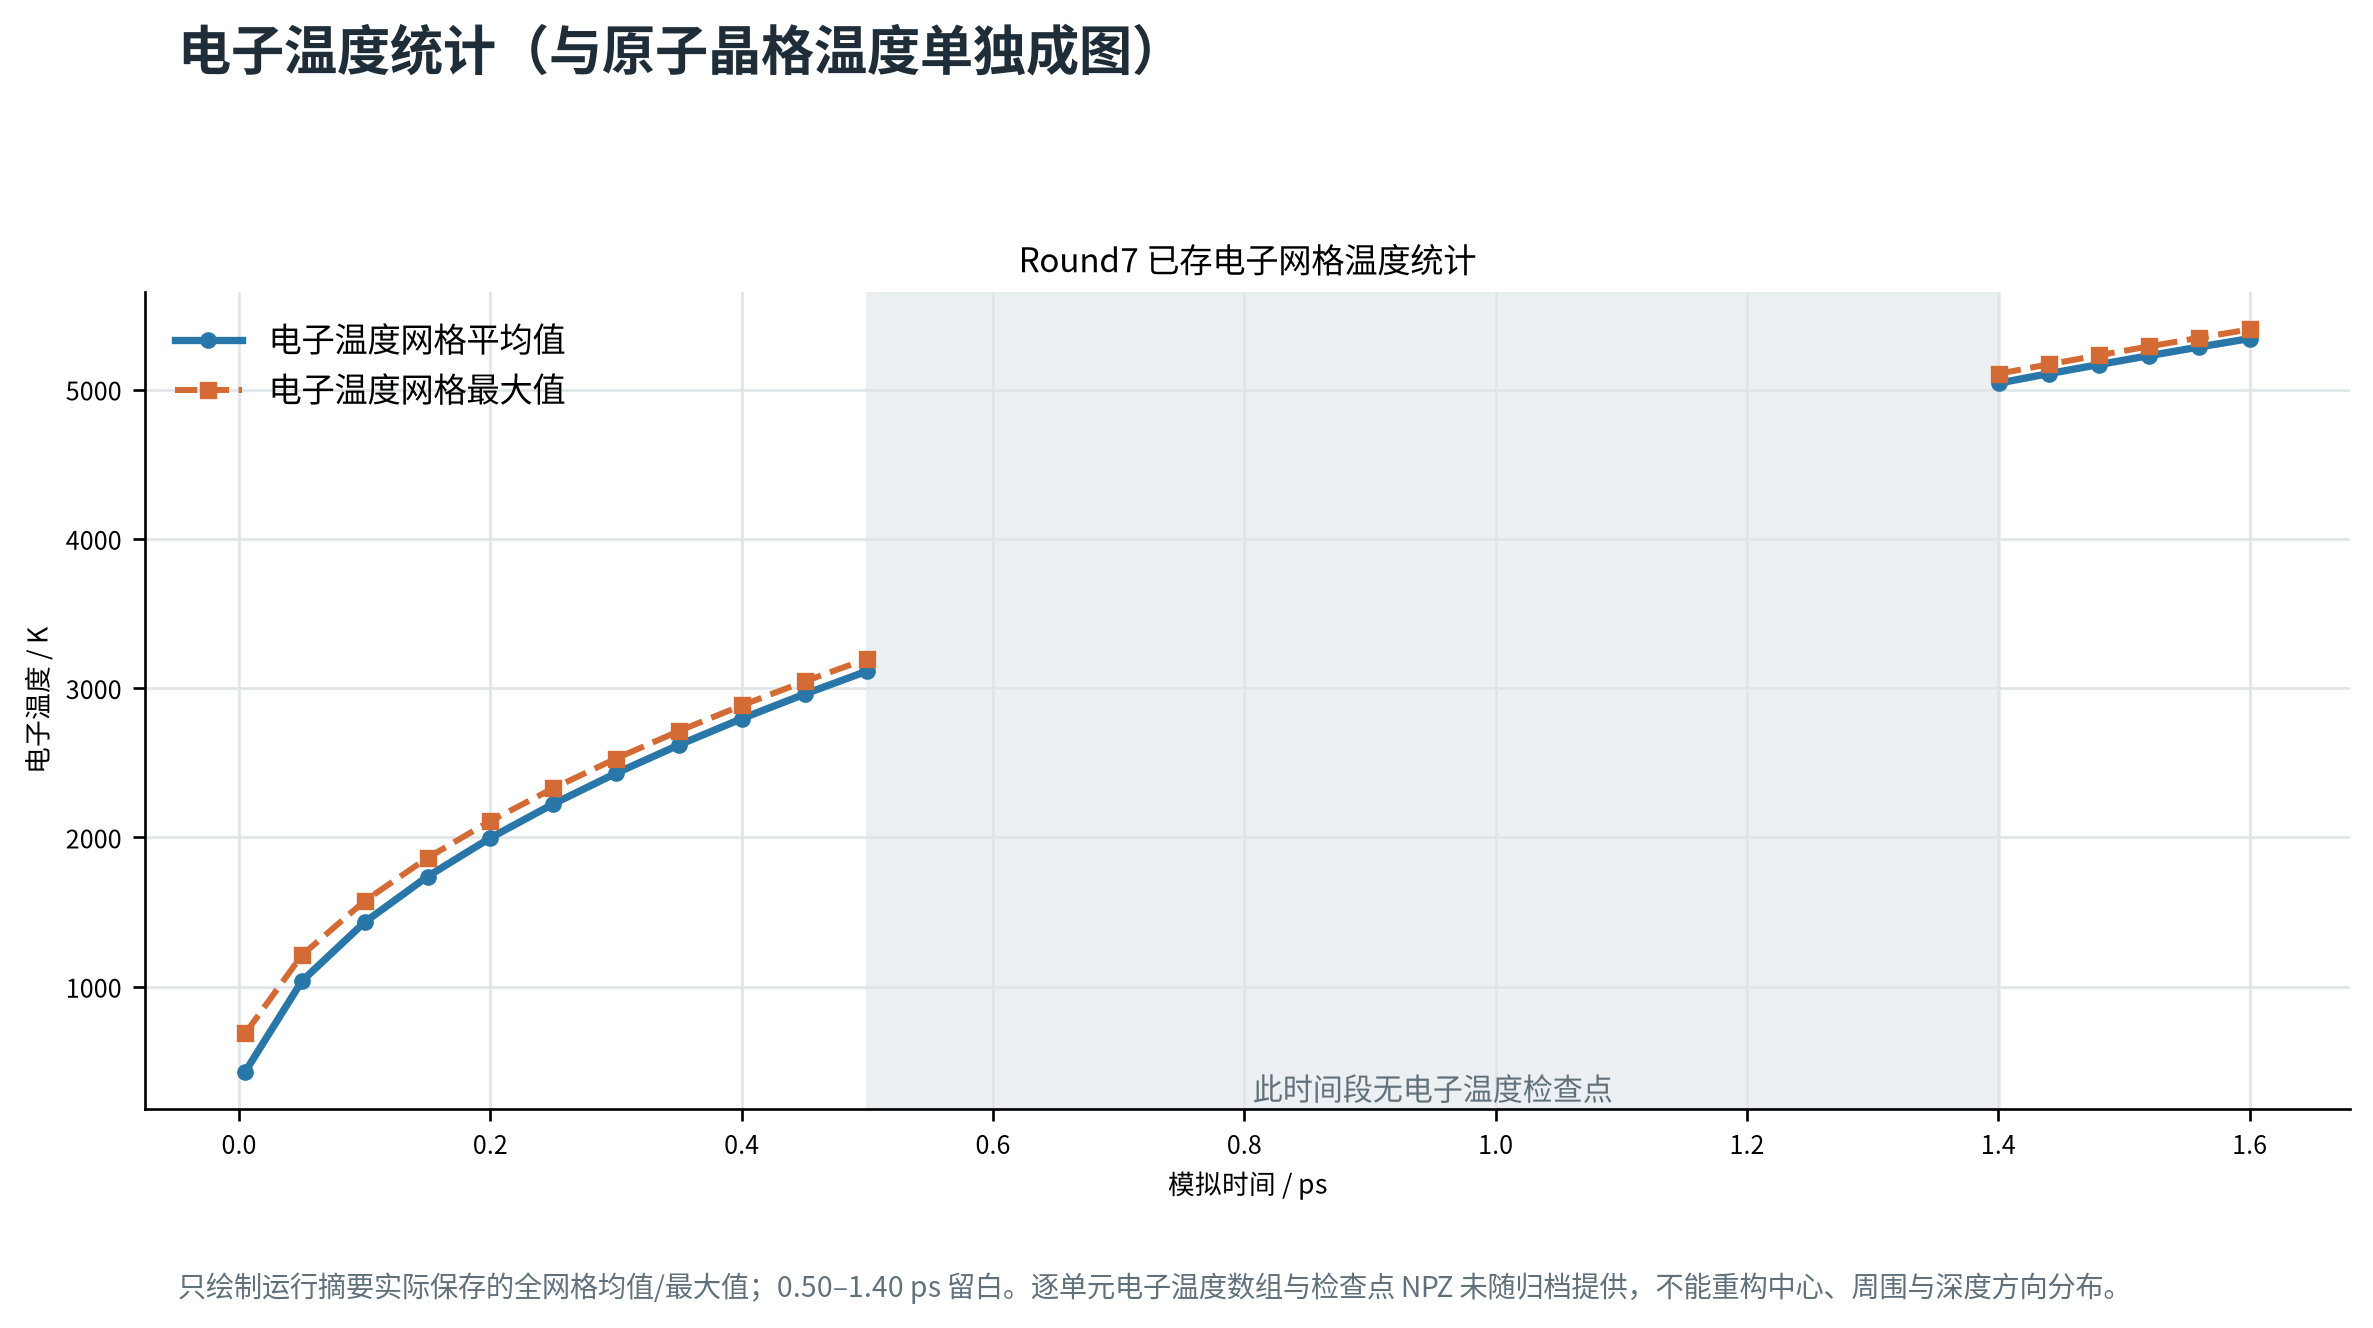 电子温度统计（与原子晶格温度单独成图）
Round7 已存电子网格温度统计
电子温度网格平均值
电子温度网格最大值
5000
4000
3000
2000
1000
电子温度 / K
此时间段无电子温度检查点
0.0 0.2 0.4 0.6 0.8 1.0 1.2 1.4 1.6
模拟时间 / ps
只绘制运行摘要实际保存的全网格均值/最大值；0.50–1.40 ps 留白。逐单元电子温度数组与检查点 NPZ 未随归档提供，不能重构中心、周围与深度方向分布。